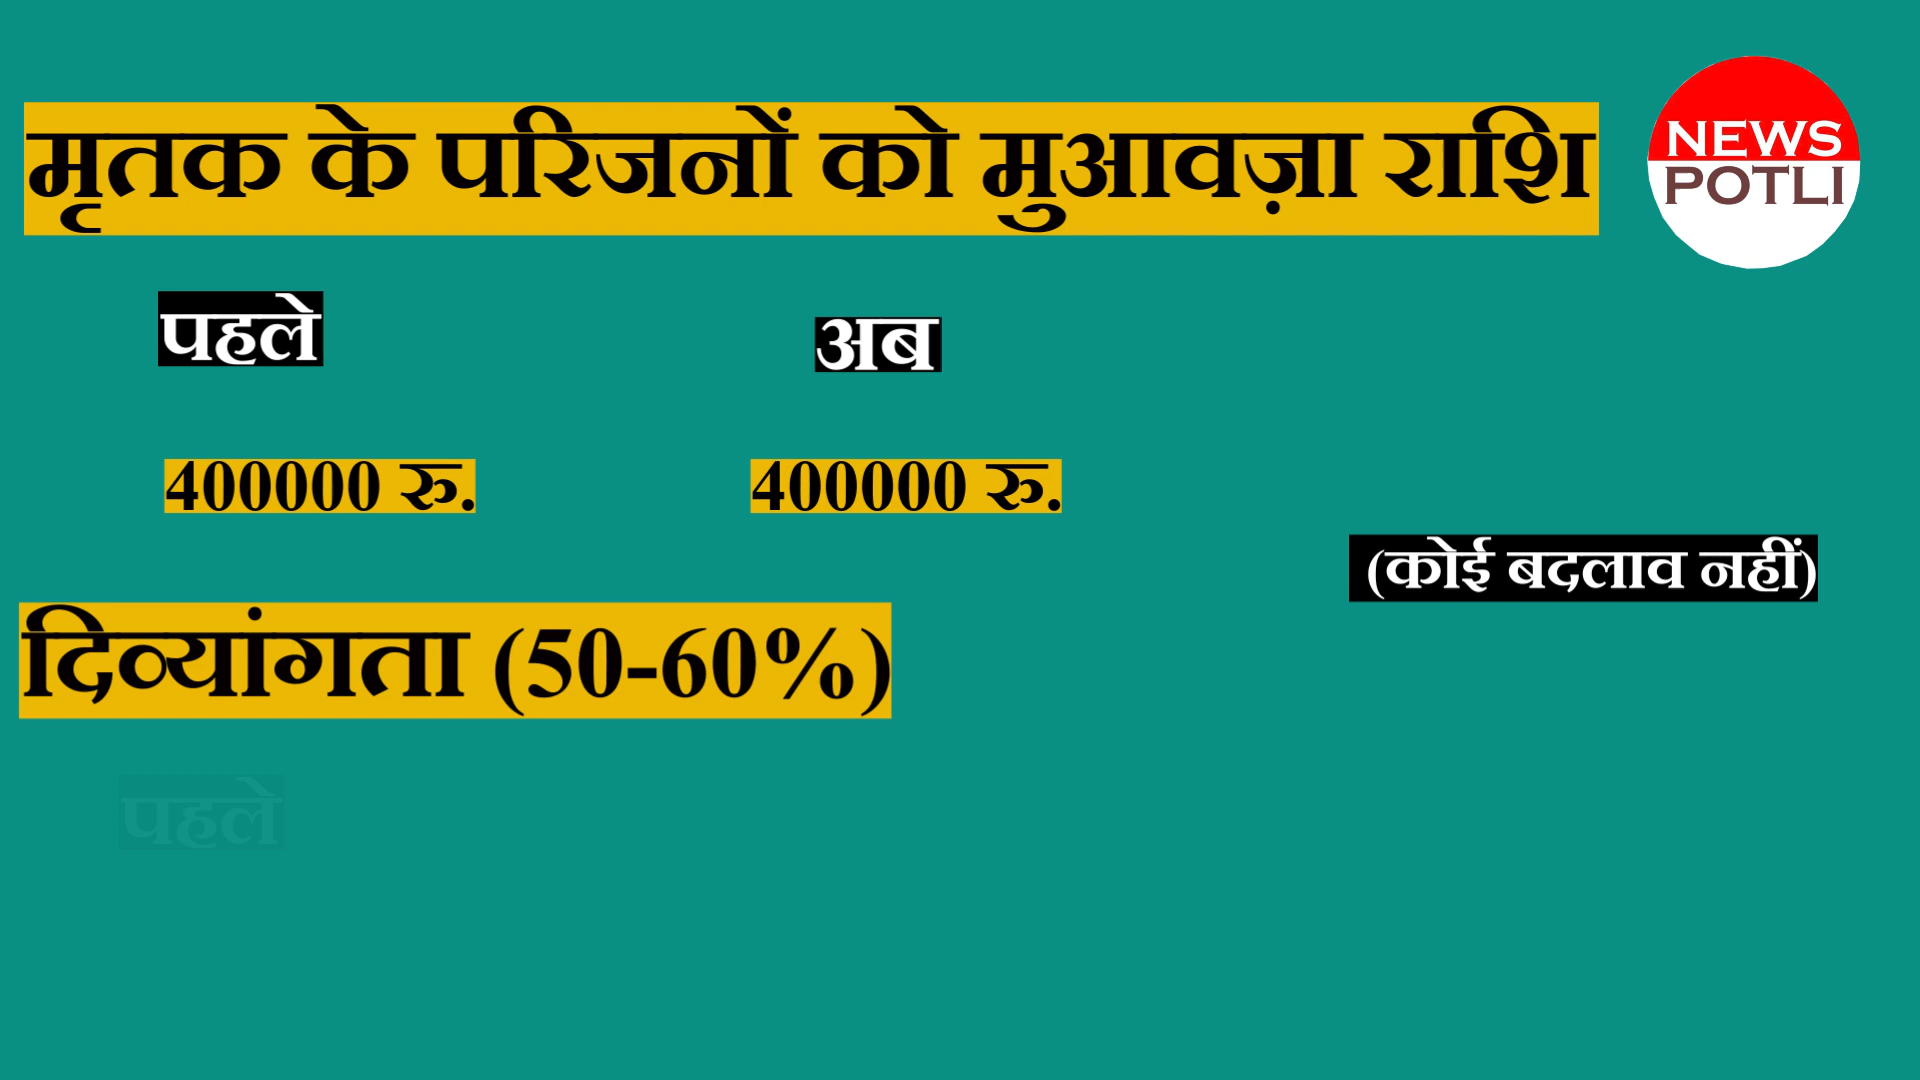 मृतक के परिजनों को मुआवज़ा राशि
NEWS
POTLI
पहले
अब
400000 रु.
400000 रु.
(कोई बदलाव नहीं)
दिव्यांगता (50-60%)
पहले